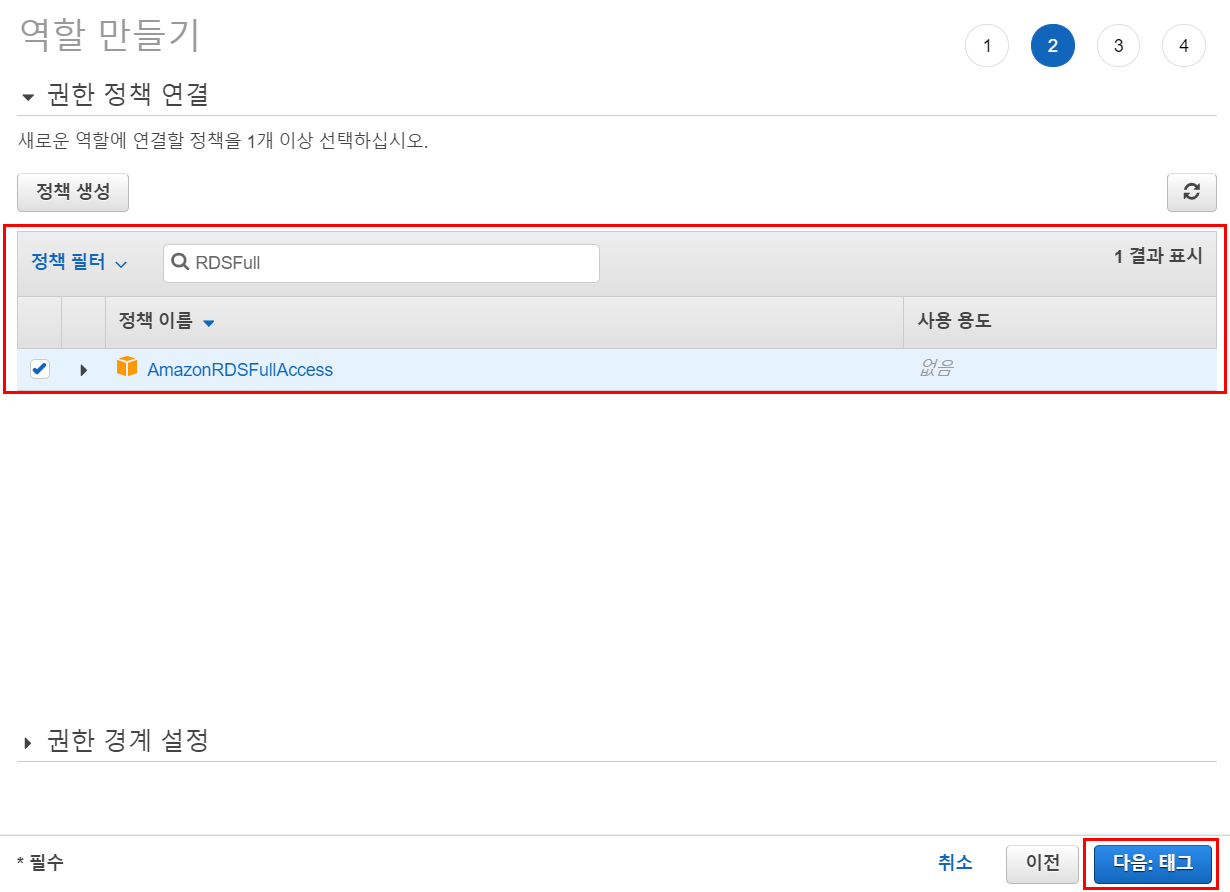 역할 만들기
1 2 3 4
권한 정책 연결
새로운 역할에 연결할 정책을 1개 이상 선택하십시오.
정책 생성
정책 필터 RDSFull 1 결과 표시
정책 이름 사용 용도
AmazonRDSFullAccess 없음
권한 경계 설정
* 필수 취소 이전 다음: 태그